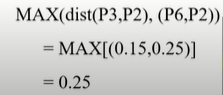 MAX(dist(P3,P2), (P6,P2))
= MAX[(0.15,0.25)]
= 0.25